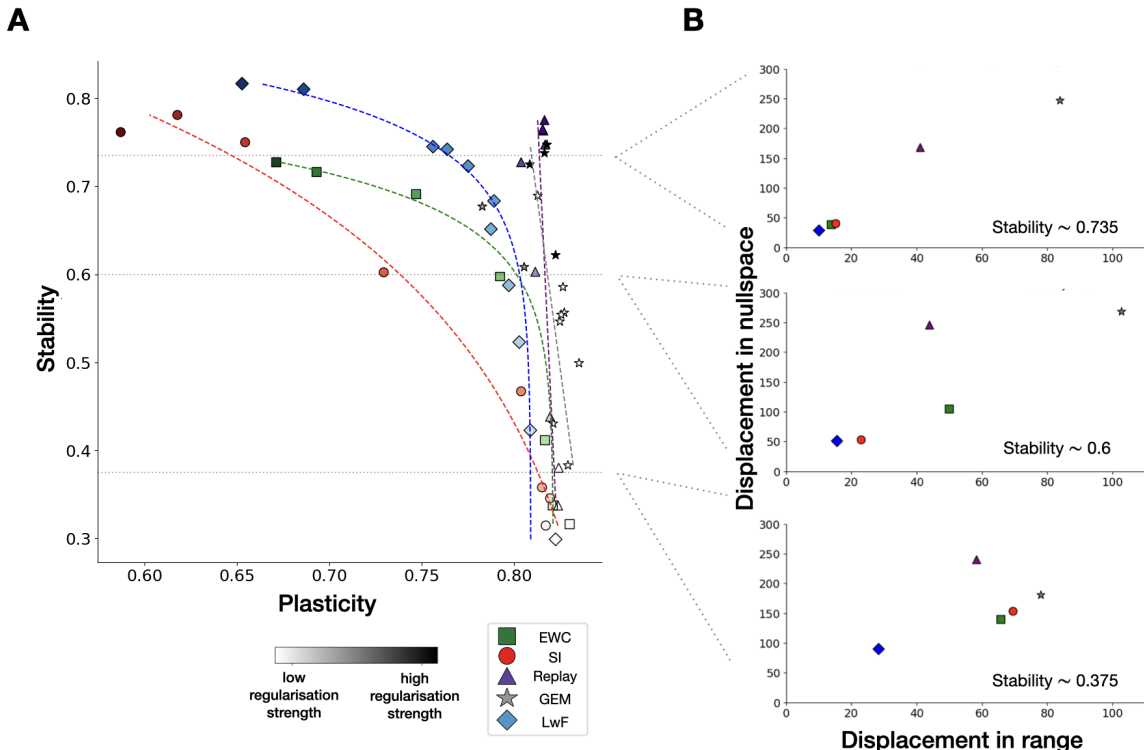 A
B
Stability
0.8
0.7
0.6
0.5
0.4
0.3
0.60
0.65
0.70
0.75
0.80
Plasticity
low
regularisation
strength
high
regularisation
strength
EWC
SI
Replay
GEM
LwF
Displacement in nullspace
300
250
200
150
100
50
0
0
20
40
60
80
100
Stability ~ 0.735
300
250
200
150
100
50
0
0
20
40
60
80
100
Stability ~ 0.6
300
250
200
150
100
50
0
0
20
40
60
80
100
Stability ~ 0.375
Displacement in range